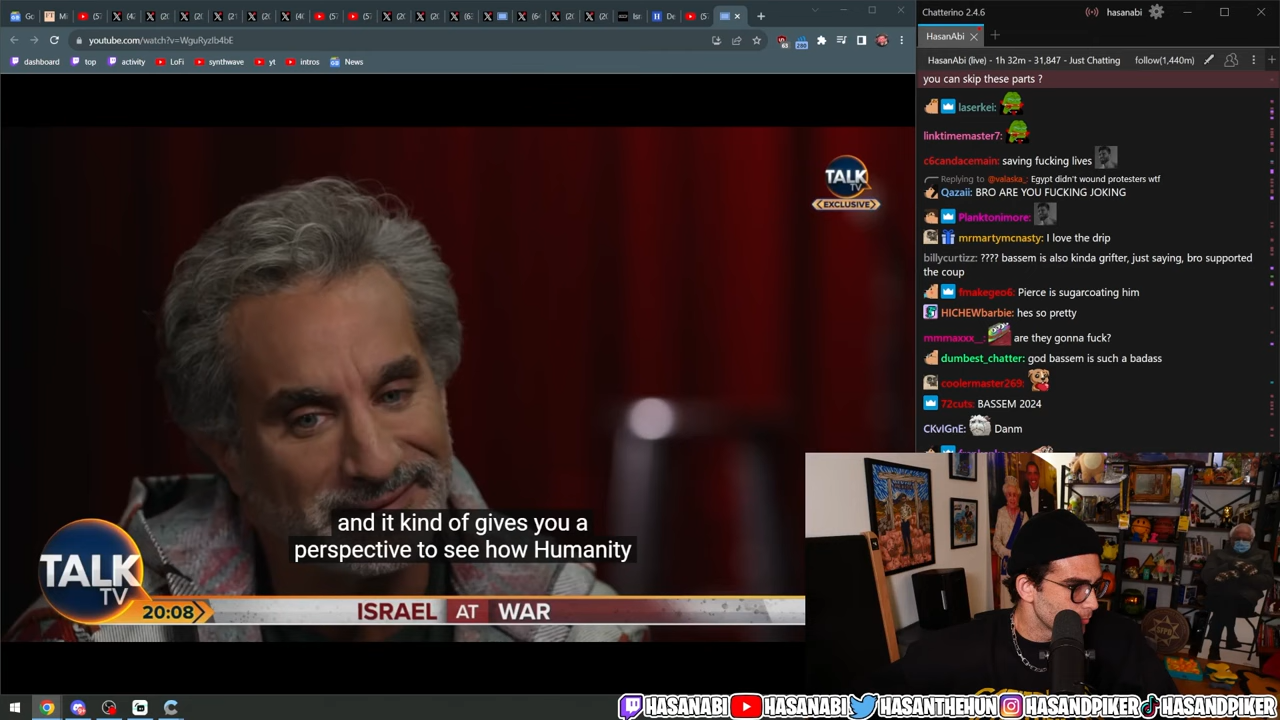 youtube.com/watch?v=WguRyzIb4bE
dashboard
top
activity
LoFi
synthwave
yt
intros
News
TALK
TV
EXCLUSIVE
and it kind of gives you a
perspective to see how Humanity
TALK
TV
20:08
ISRAEL AT WAR
Chatterino 2.4.6
hasanabi
HasanAbi
HasanAbi (live) - 1h 32m - 31,847 - Just Chatting
follow(1,440m)
you can skip these parts ?
laserkei:
linktimemaster7:
c6candacemain: saving fucking lives
Replying to @valaska_: Egypt didn't wound protesters wtf
Qazaii: BRO ARE YOU FUCKING JOKING
Planktonimore:
mrmartymcnasty: I love the drip
billycurtizz: ???? bassem is also kinda grifter, just saying, bro supported
the coup
fmakegeo6: Pierce is sugarcoating him
HICHEWbarbie: hes so pretty
mmmaxxx__: are they gonna fuck?
dumbest_chatter: god bassem is such a badass
coolermaster269:
72cuts: BASSEM 2024
CKvIGnE: Danm
HASANABI
HASANABI
HASANTHEHUN
HASANDPIKER
HASANDPIKER